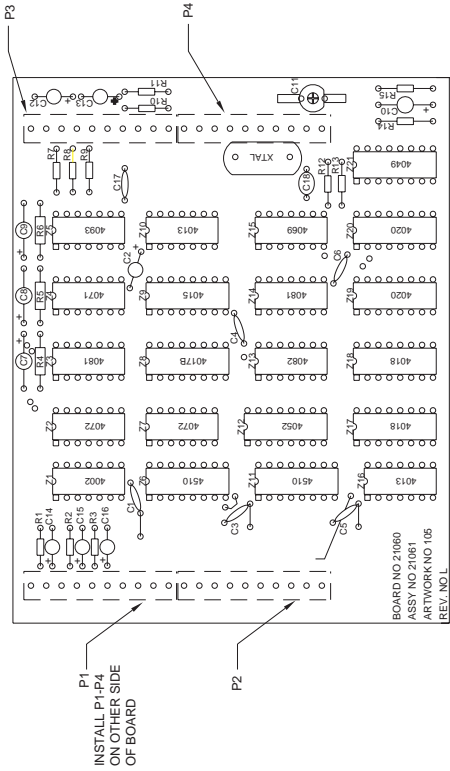 P3
P4
C12
+
C13
+
R11
R10
C11
R15
C10
+
R14
R7
R8
R9
C17
XTAL
C18
R12
R13
Z21
4049
C9
+
R6
Z5
4093
Z10
4013
Z15
4069
Z20
4020
C2
+
C8
+
R5
Z4
4071
Z9
4015
Z14
4081
C6
Z19
4020
C7
+
R4
Z3
4081
Z8
4017B
C4
Z13
4082
Z18
4018
Z2
4072
Z7
4072
Z12
4052
Z17
4018
Z1
4002
Z6
4510
Z11
4510
Z16
4013
C1
C3
C5
R1
C14
+
R2
C15
+
R3
C16
+
BOARD NO 21060
ASSY NO 21061
ARTWORK NO 105
REV. NO L
P1
INSTALL P1-P4
ON OTHER SIDE
OF BOARD
P2